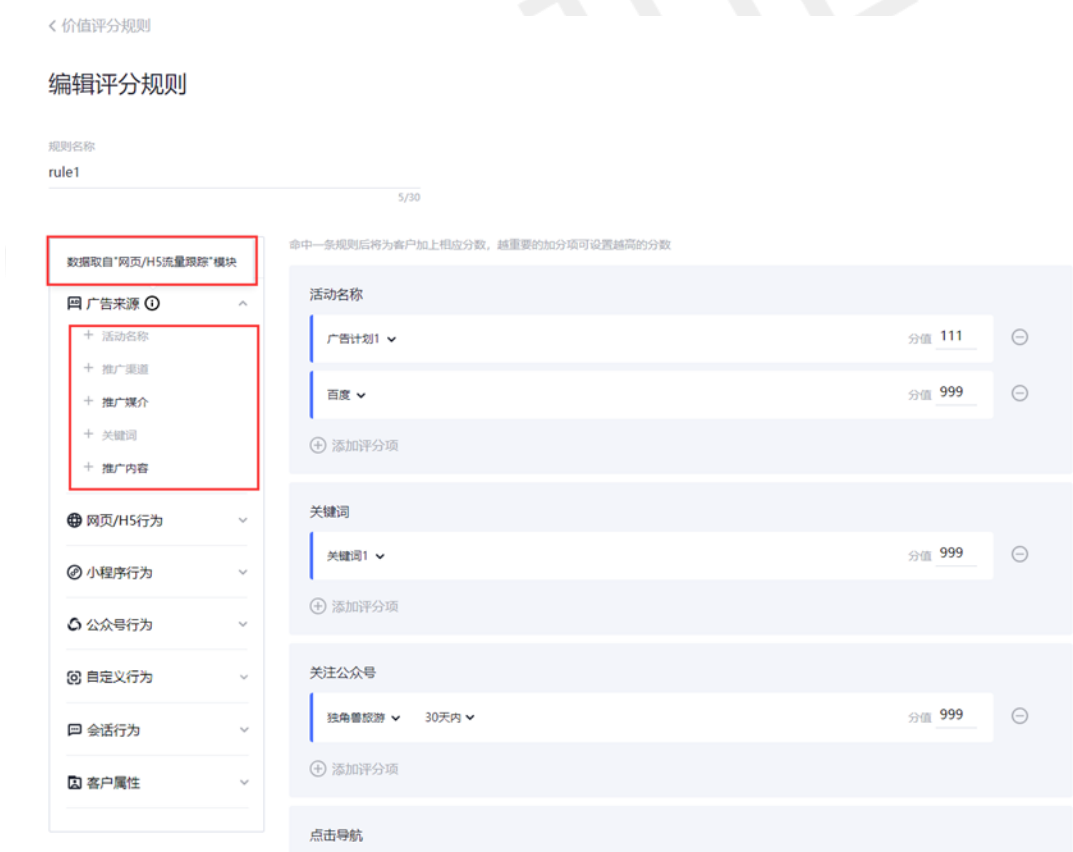 价值评分规则
编辑评分规则
规则名称
rule1
5/30
数据取自"网页/H5流量跟踪"模块
广告来源
+ 活动名称
+ 推广渠道
+ 推广媒介
+ 关键词
+ 推广内容
网页/H5行为
小程序行为
公众号行为
自定义行为
会话行为
客户属性
命中一条规则后将为客户加上相应分数，越重要的加分项可设置越高的分数
活动名称
广告计划1 分值 111
百度 分值 999
添加评分项
关键词
关键词1 分值 999
添加评分项
关注公众号
独角兽旅游 30天内 分值 999
添加评分项
点击导航